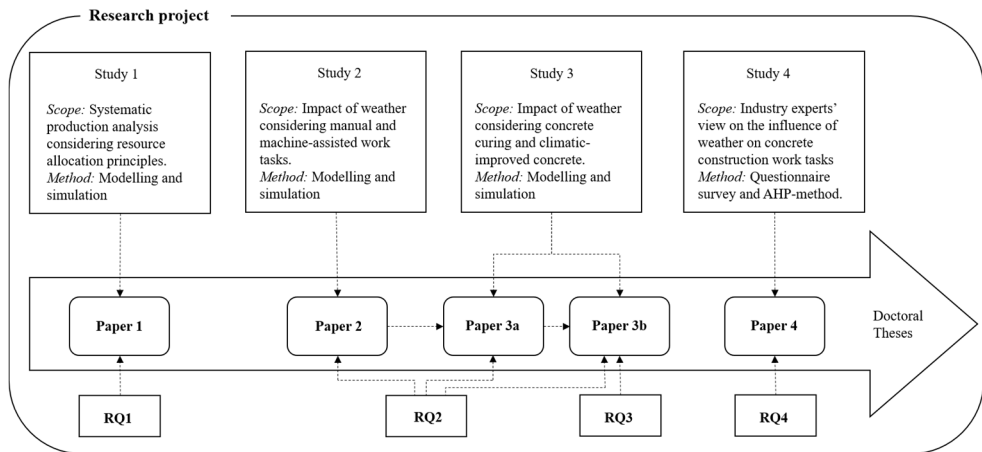 Research project
Study 1
Scope: Systematic
production analysis
considering resource
allocation principles.
Method: Modelling and
simulation
Study 2
Scope: Impact of weather
considering manual and
machine-assisted work
tasks.
Method: Modelling and
simulation
Study 3
Scope: Impact of weather
considering concrete
curing and climatic-
improved concrete.
Method: Modelling and
simulation
Study 4
Scope: Industry experts’
view on the influence of
weather on concrete
construction work tasks
Method: Questionnaire
survey and AHP-method.
Paper 1
Paper 2
Paper 3a
Paper 3b
Paper 4
Doctoral
Theses
RQ1
RQ2
RQ3
RQ4